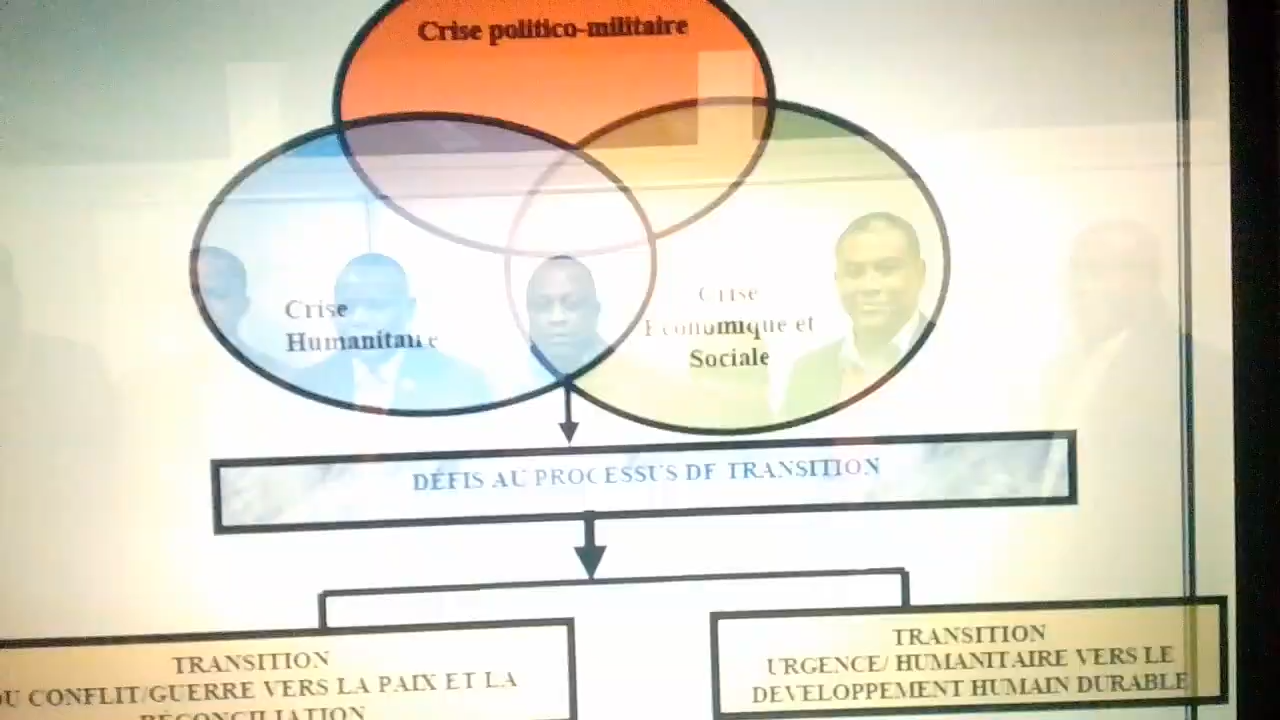 Crise politico-militaire
Crise
Humanitaire
Crise
Economique et
Sociale
DÉFIS AU PROCESSUS DE TRANSITION
TRANSITION
DU CONFLIT/GUERRE VERS LA PAIX ET LA
RÉCONCILIATION
TRANSITION
URGENCE/ HUMANITAIRE VERS LE
DEVELOPPEMENT HUMAIN DURABLE